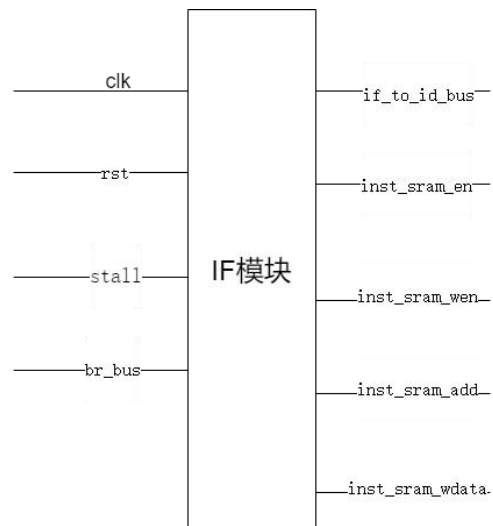 clk
rst
stall
br_bus
IF模块
if_to_id_bus
inst_sram_en
inst_sram_wen
inst_sram_add
inst_sram_wdata